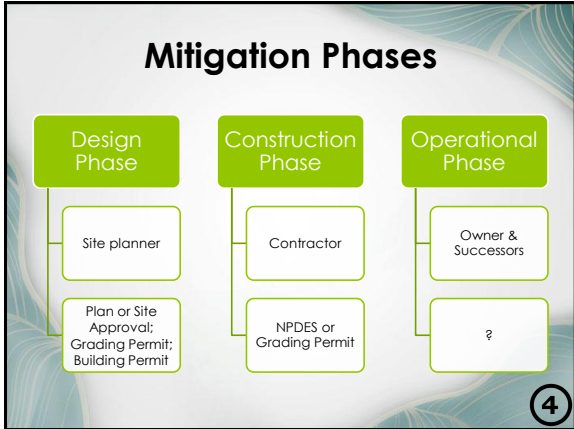 Mitigation Phases
Design
Phase
Site planner
Plan or Site
Approval;
Grading Permit;
Building Permit
Construction
Phase
Contractor
NPDES or
Grading Permit
Operational
Phase
Owner &
Successors
?
4